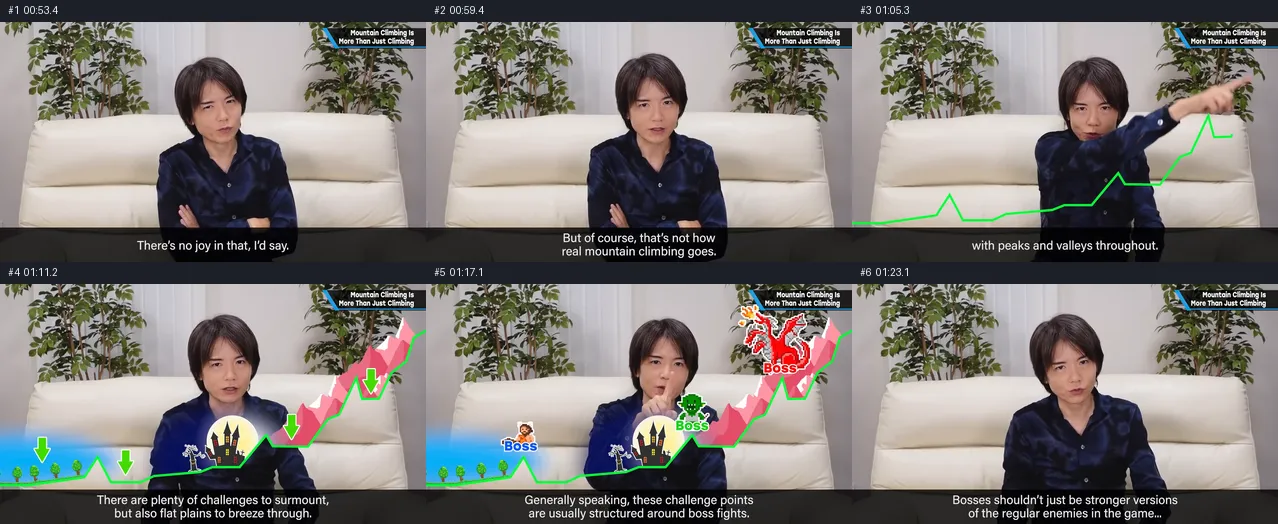 #1 00:53.4
Mountain Climbing Is
More Than Just Climbing
There's no joy in that, I'd say.
#2 00:59.4
Mountain Climbing Is
More Than Just Climbing
But of course, that's not how
real mountain climbing goes.
#3 01:05.3
Mountain Climbing Is
More Than Just Climbing
with peaks and valleys throughout.
#4 01:11.2
Mountain Climbing Is
More Than Just Climbing
There are plenty of challenges to surmount,
but also flat plains to breeze through.
#5 01:17.1
Mountain Climbing Is
More Than Just Climbing
Boss
Boss
Boss
Generally speaking, these challenge points
are usually structured around boss fights.
#6 01:23.1
Mountain Climbing Is
More Than Just Climbing
Bosses shouldn't just be stronger versions
of the regular enemies in the game...